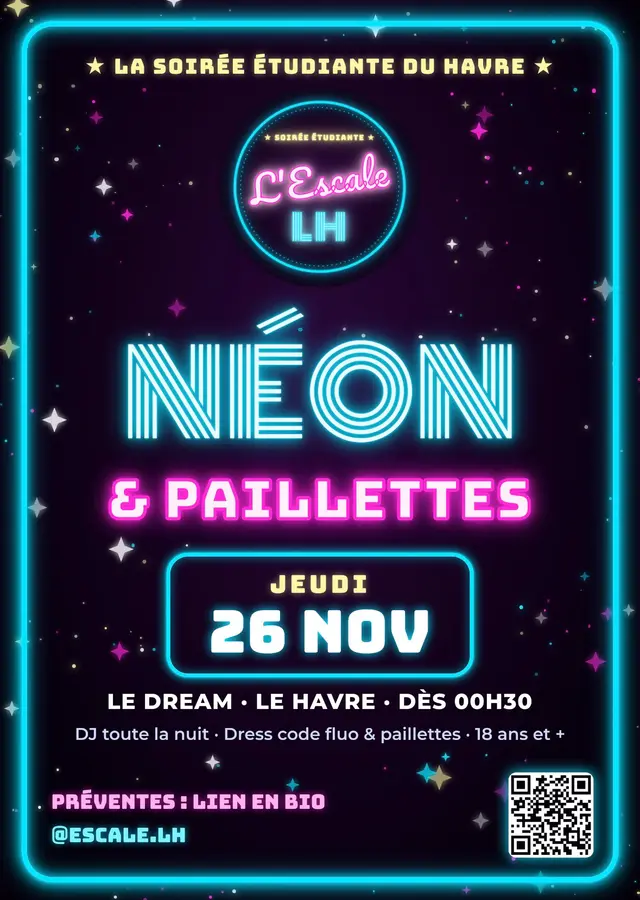 ★ LA SOIRÉE ÉTUDIANTE DU HAVRE ★
★ SOIRÉE ÉTUDIANTE ★
L'Escale
LH
NÉON
& PAILLETTES
JEUDI
26 NOV
LE DREAM · LE HAVRE · DÈS 00H30
DJ toute la nuit · Dress code fluo & paillettes · 18 ans et +
PRÉVENTES : LIEN EN BIO
@ESCALE.LH